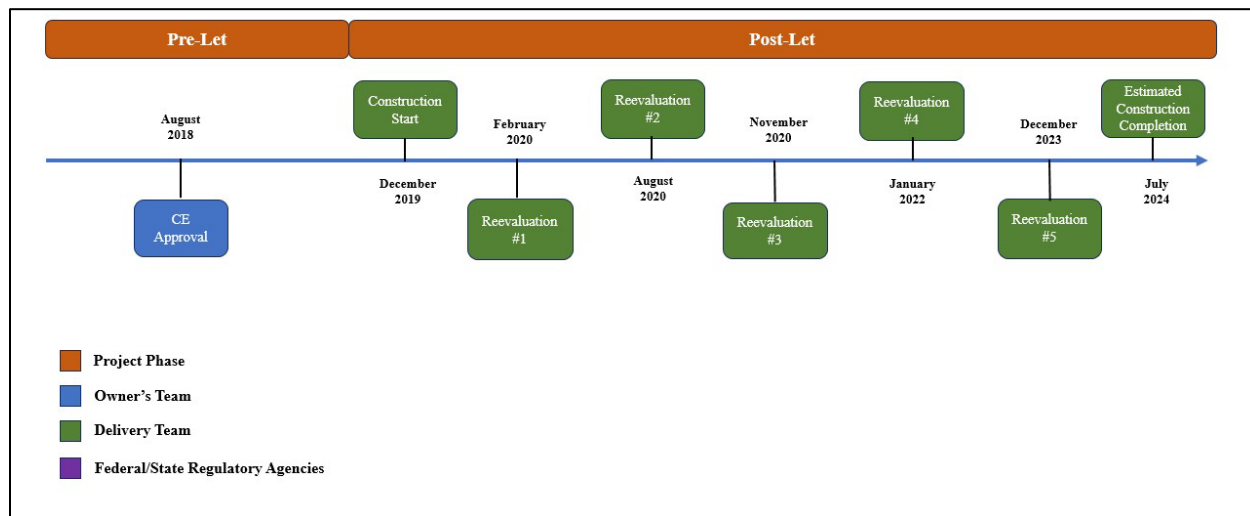 Pre-Let
Post-Let
August
2018
CE
Approval
Construction
Start
December
2019
February
2020
Reevaluation
#1
Reevaluation
#2
August
2020
November
2020
Reevaluation
#3
Reevaluation
#4
January
2022
December
2023
Reevaluation
#5
Estimated
Construction
Completion
July
2024
Project Phase
Owner's Team
Delivery Team
Federal/State Regulatory Agencies